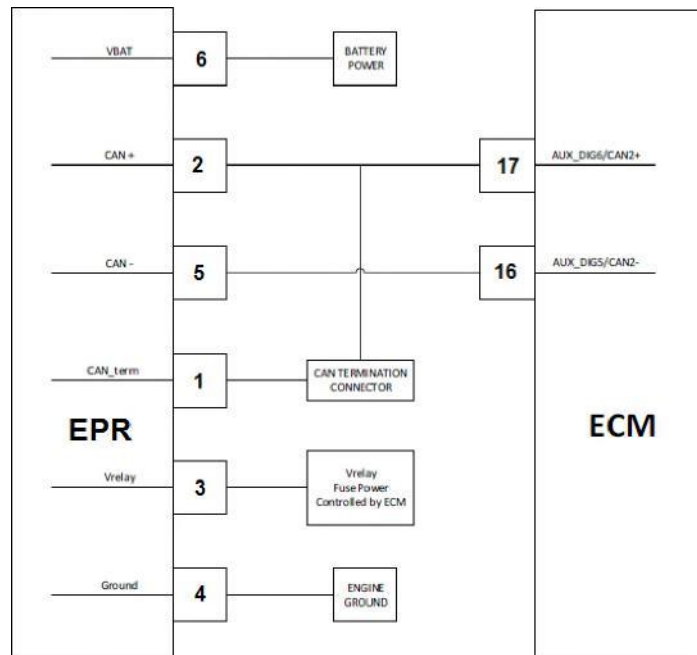 VBAT
6
BATTERY
POWER
CAN +
2
17
AUX_DIG6/CAN2+
CAN -
5
16
AUX_DIG5/CAN2-
CAN_term
1
CAN TERMINATION
CONNECTOR
EPR
ECM
Vrelay
3
Vrelay
Fuse Power
Controlled by ECM
Ground
4
ENGINE
GROUND